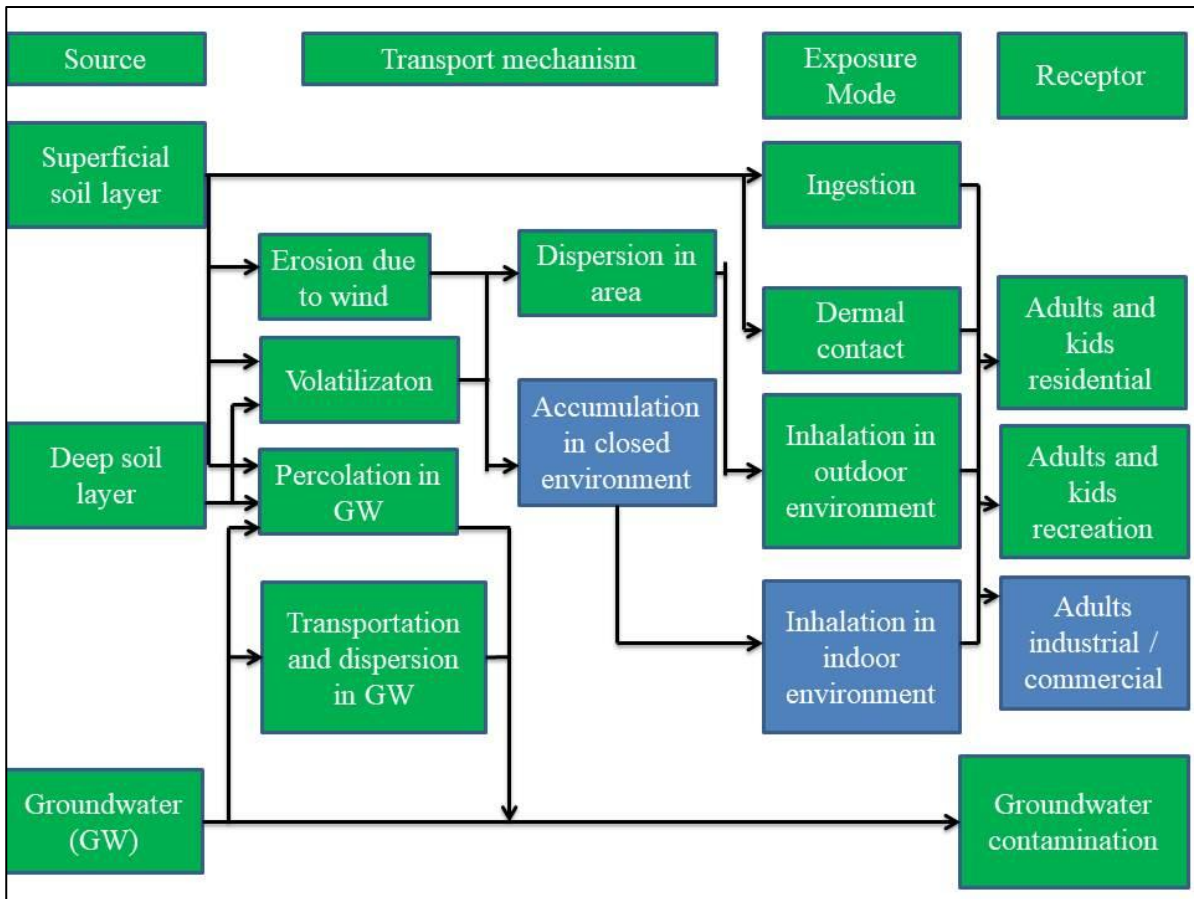 Source
Transport mechanism
Exposure
Mode
Receptor
Superficial
soil layer
Ingestion
Erosion due
to wind
Dispersion in
area
Dermal
contact
Adults and
kids
residential
Volatilizaton
Accumulation
in closed
environment
Deep soil
layer
Percolation in
GW
Inhalation in
outdoor
environment
Adults and
kids
recreation
Transportation
and dispersion
in GW
Inhalation in
indoor
environment
Adults
industrial /
commercial
Groundwater
(GW)
Groundwater
contamination